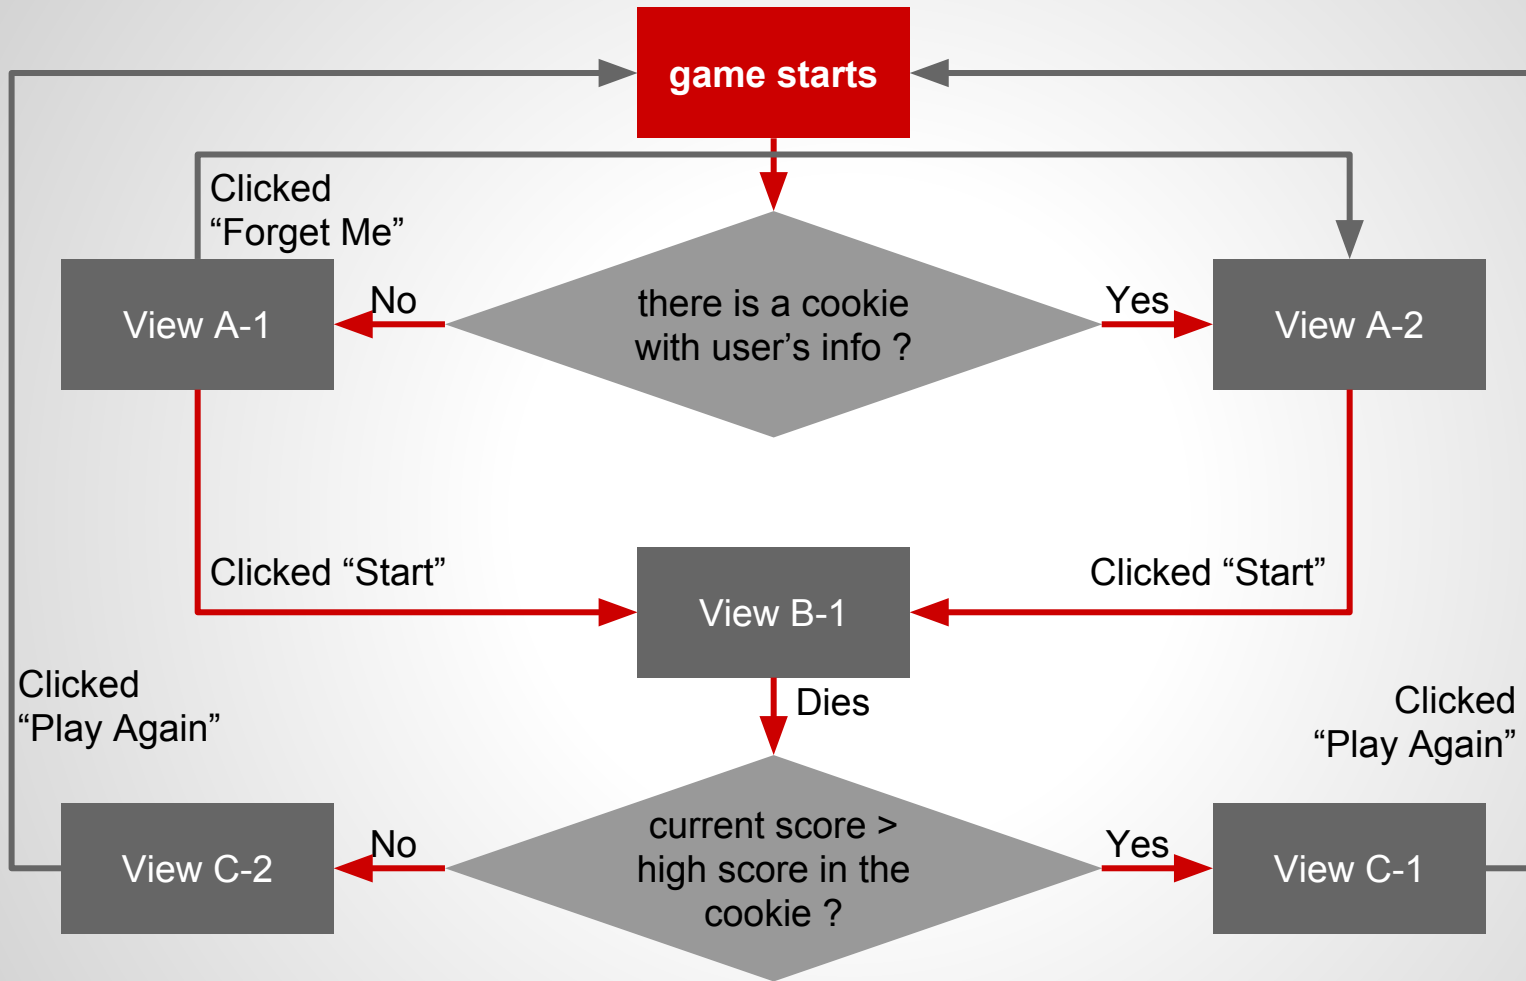 game starts
Clicked
“Forget Me”
View A-1
No
there is a cookie
with user’s info ?
Yes
View A-2
Clicked “Start”
View B-1
Clicked “Start”
Dies
Clicked
“Play Again”
Clicked
“Play Again”
View C-2
No
current score >
high score in the
cookie ?
Yes
View C-1